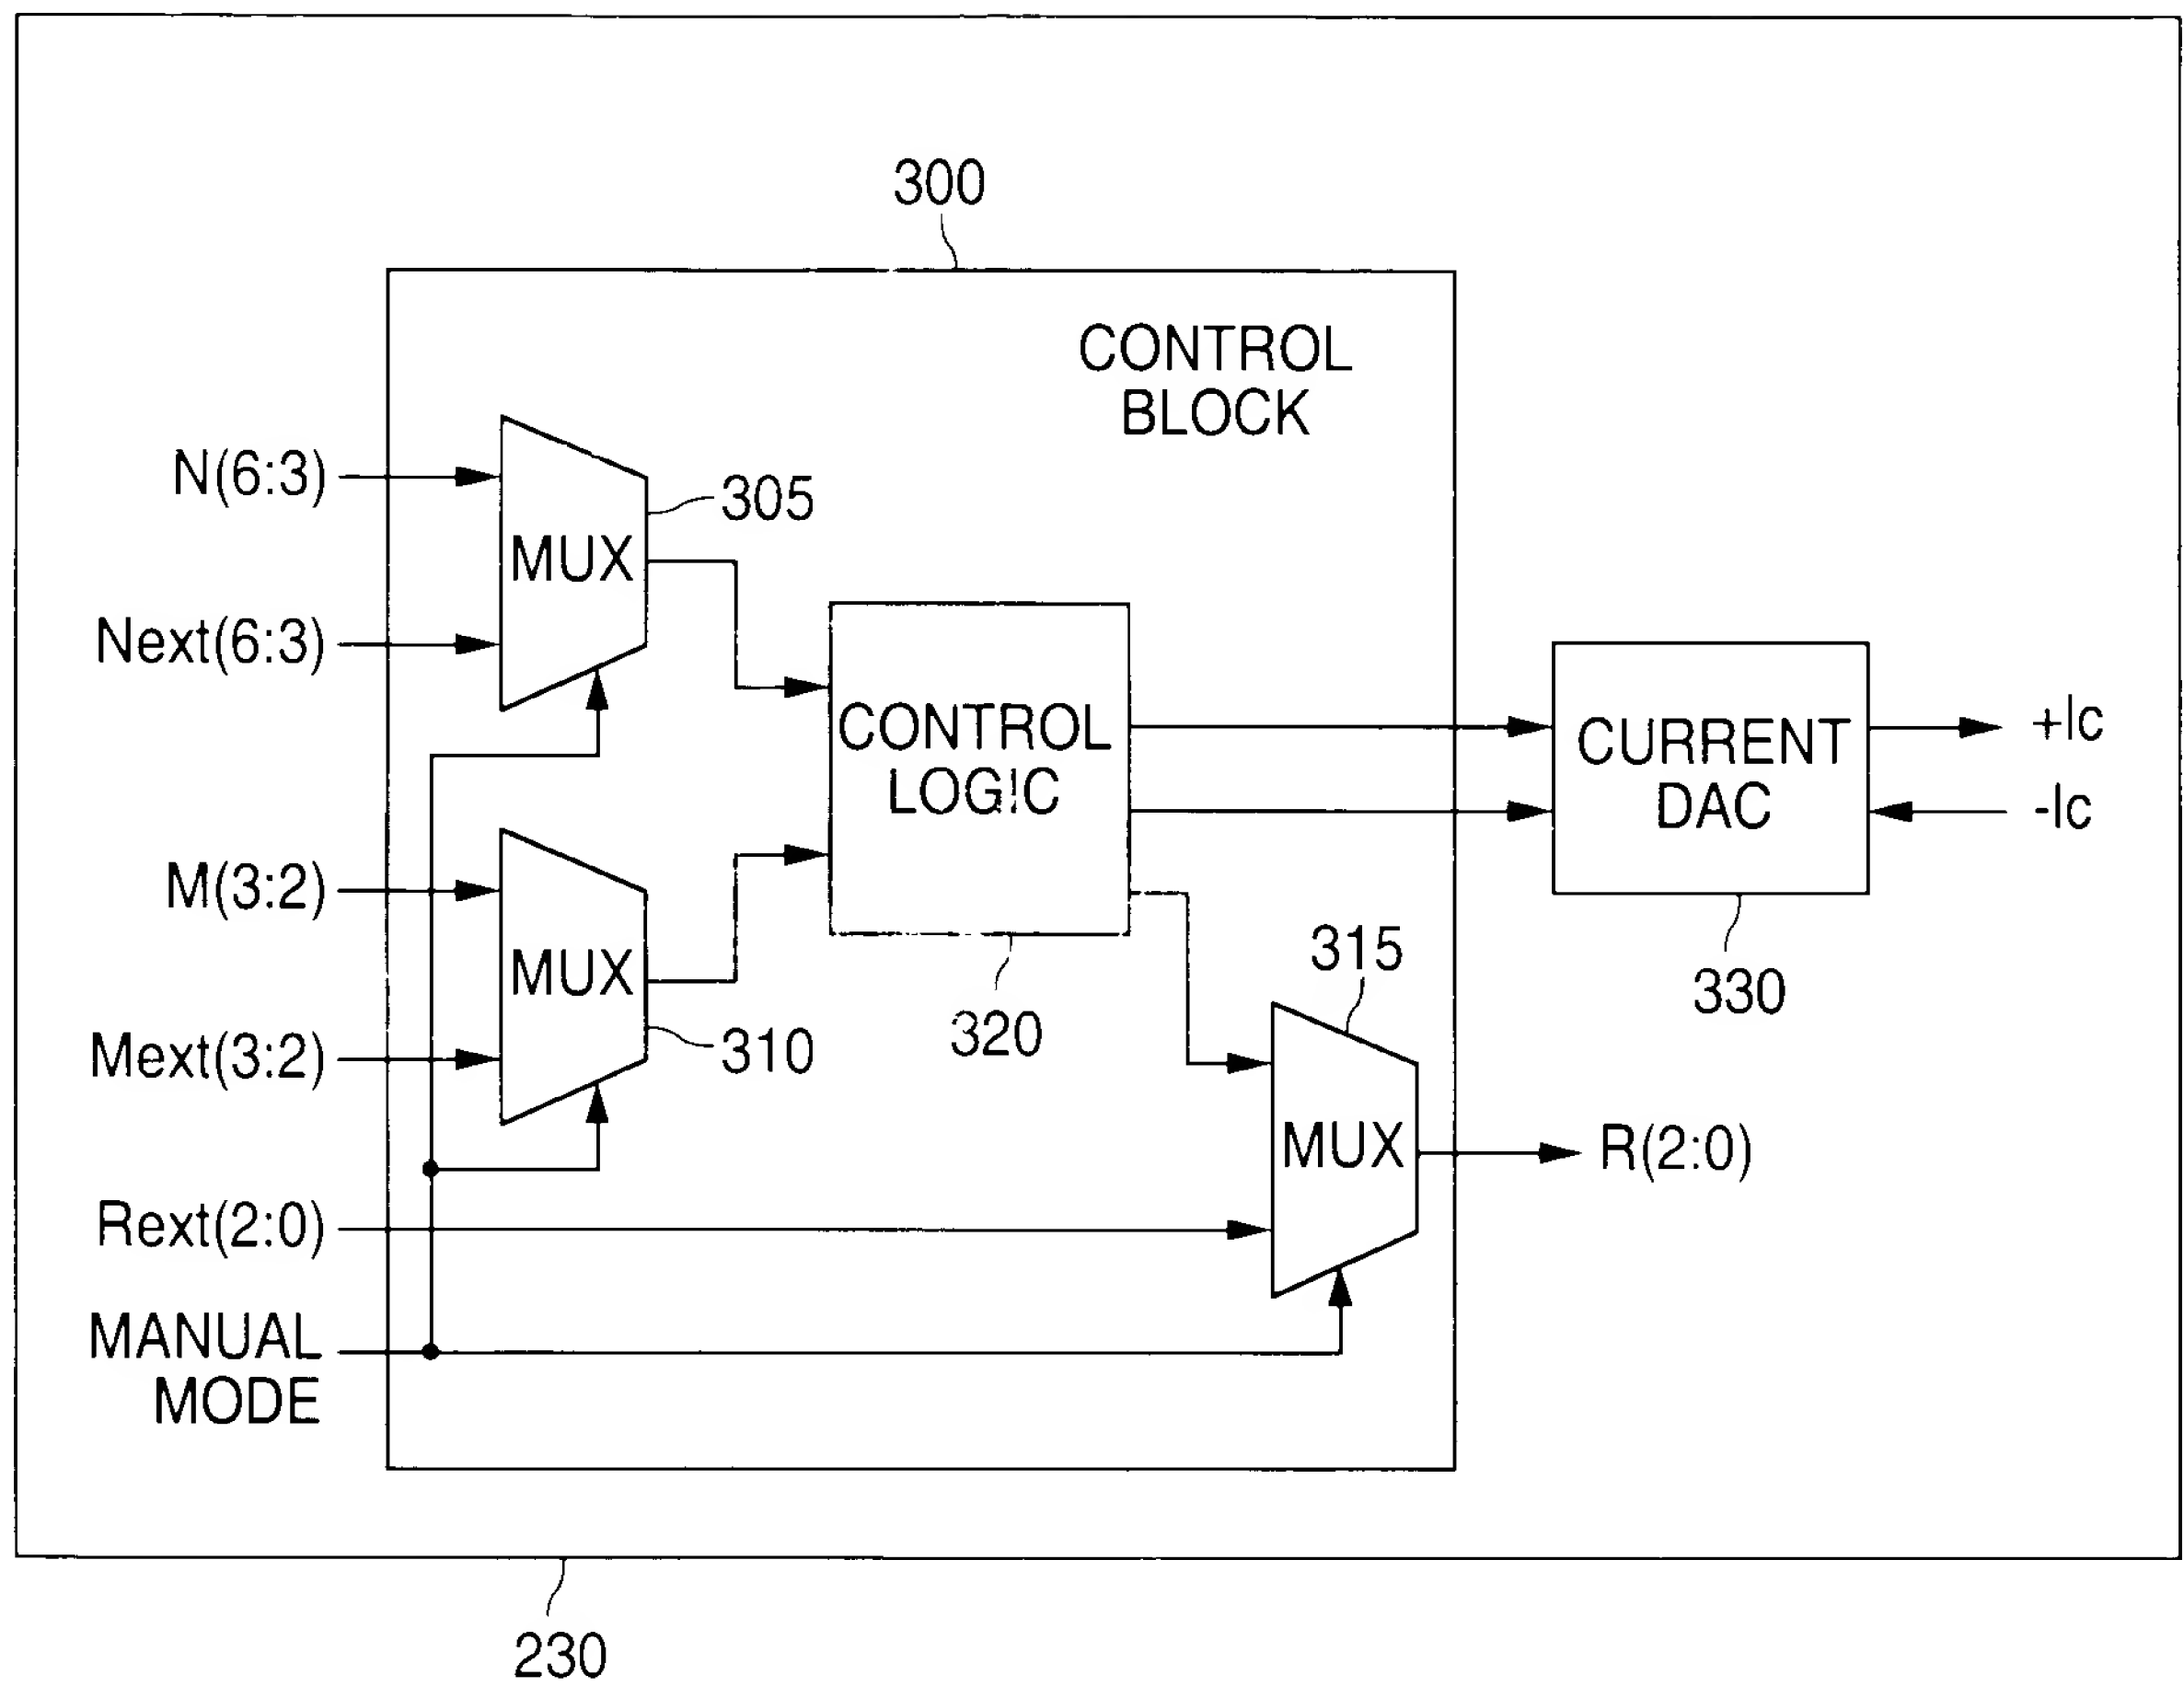 300
CONTROL
BLOCK
N(6:3)
305
MUX
Next(6:3)
CONTROL
LOGIC
CURRENT
DAC
+Ic
-Ic
M(3:2)
MUX
315
330
320
Mext(3:2)
310
MUX
R(2:0)
Rext(2:0)
MANUAL
MODE
230